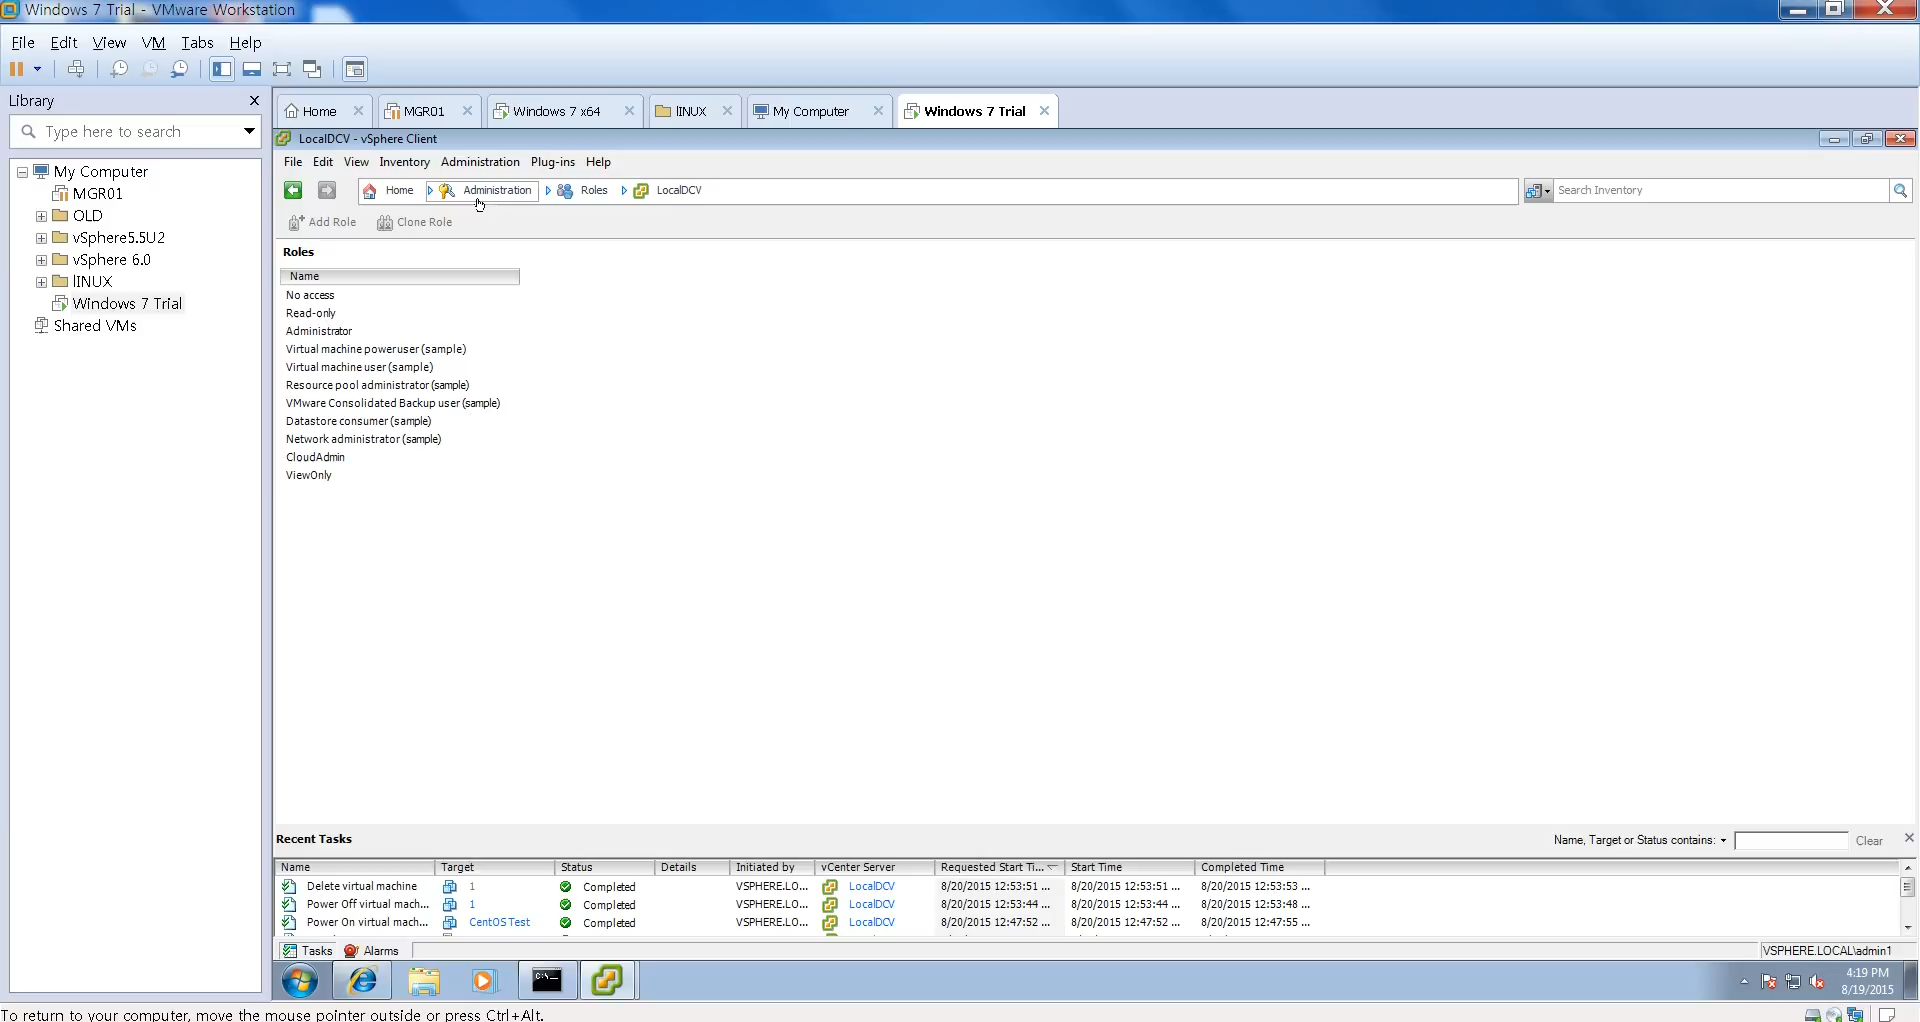 Windows 7 Trial - VMware Workstation
File Edit View VM Tabs Help
Library
Type here to search
My Computer
MGR01
OLD
vSphere5.5U2
vSphere 6.0
lINUX
Windows 7 Trial
Shared VMs
Home MGR01 Windows 7 x64 lINUX My Computer Windows 7 Trial
LocalDCV - vSphere Client
File Edit View Inventory Administration Plug-ins Help
Home Administration Roles LocalDCV Search Inventory
Add Role Clone Role
Roles
Name
No access
Read-only
Administrator
Virtual machine power user (sample)
Virtual machine user (sample)
Resource pool administrator (sample)
VMware Consolidated Backup user (sample)
Datastore consumer (sample)
Network administrator (sample)
CloudAdmin
ViewOnly
Recent Tasks Name, Target or Status contains: Clear
Name Target Status Details Initiated by vCenter Server Requested Start Ti... Start Time Completed Time
Delete virtual machine 1 Completed VSPHERE.LO... LocalDCV 8/20/2015 12:53:51 ... 8/20/2015 12:53:51 ... 8/20/2015 12:53:53 ...
Power Off virtual mach... 1 Completed VSPHERE.LO... LocalDCV 8/20/2015 12:53:44 ... 8/20/2015 12:53:44 ... 8/20/2015 12:53:48 ...
Power On virtual mach... CentOS Test Completed VSPHERE.LO... LocalDCV 8/20/2015 12:47:52 ... 8/20/2015 12:47:52 ... 8/20/2015 12:47:55 ...
Tasks Alarms VSPHERE.LOCAL\admin1
C:\_
4:19 PM
8/19/2015
To return to your computer, move the mouse pointer outside or press Ctrl+Alt.